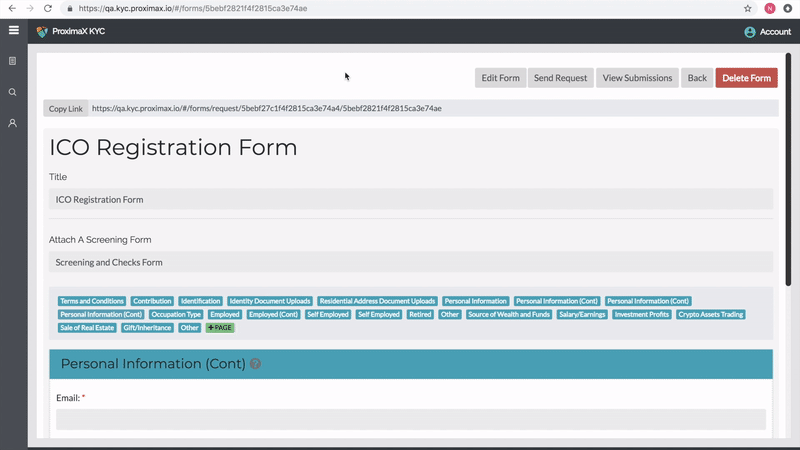 https://qa.kyc.proximax.io/#/forms/5bebf2821f4f2815ca3e74ae
N
ProximaX KYC
Account
Edit Form Send Request View Submissions Back Delete Form
Copy Link https://qa.kyc.proximax.io/#/forms/request/5bebf27c1f4f2815ca3e74a4/5bebf2821f4f2815ca3e74ae
ICO Registration Form
Title
ICO Registration Form
Attach A Screening Form
Screening and Checks Form
Terms and Conditions Contribution Identification Identity Document Uploads Residential Address Document Uploads Personal Information Personal Information (Cont) Personal Information (Cont)
Personal Information (Cont) Occupation Type Employed Employed (Cont) Self Employed Self Employed Retired Other Source of Wealth and Funds Salary/Earnings Investment Profits Crypto Assets Trading
Sale of Real Estate Gift/Inheritance Other +PAGE
Personal Information (Cont) ?
Email: *